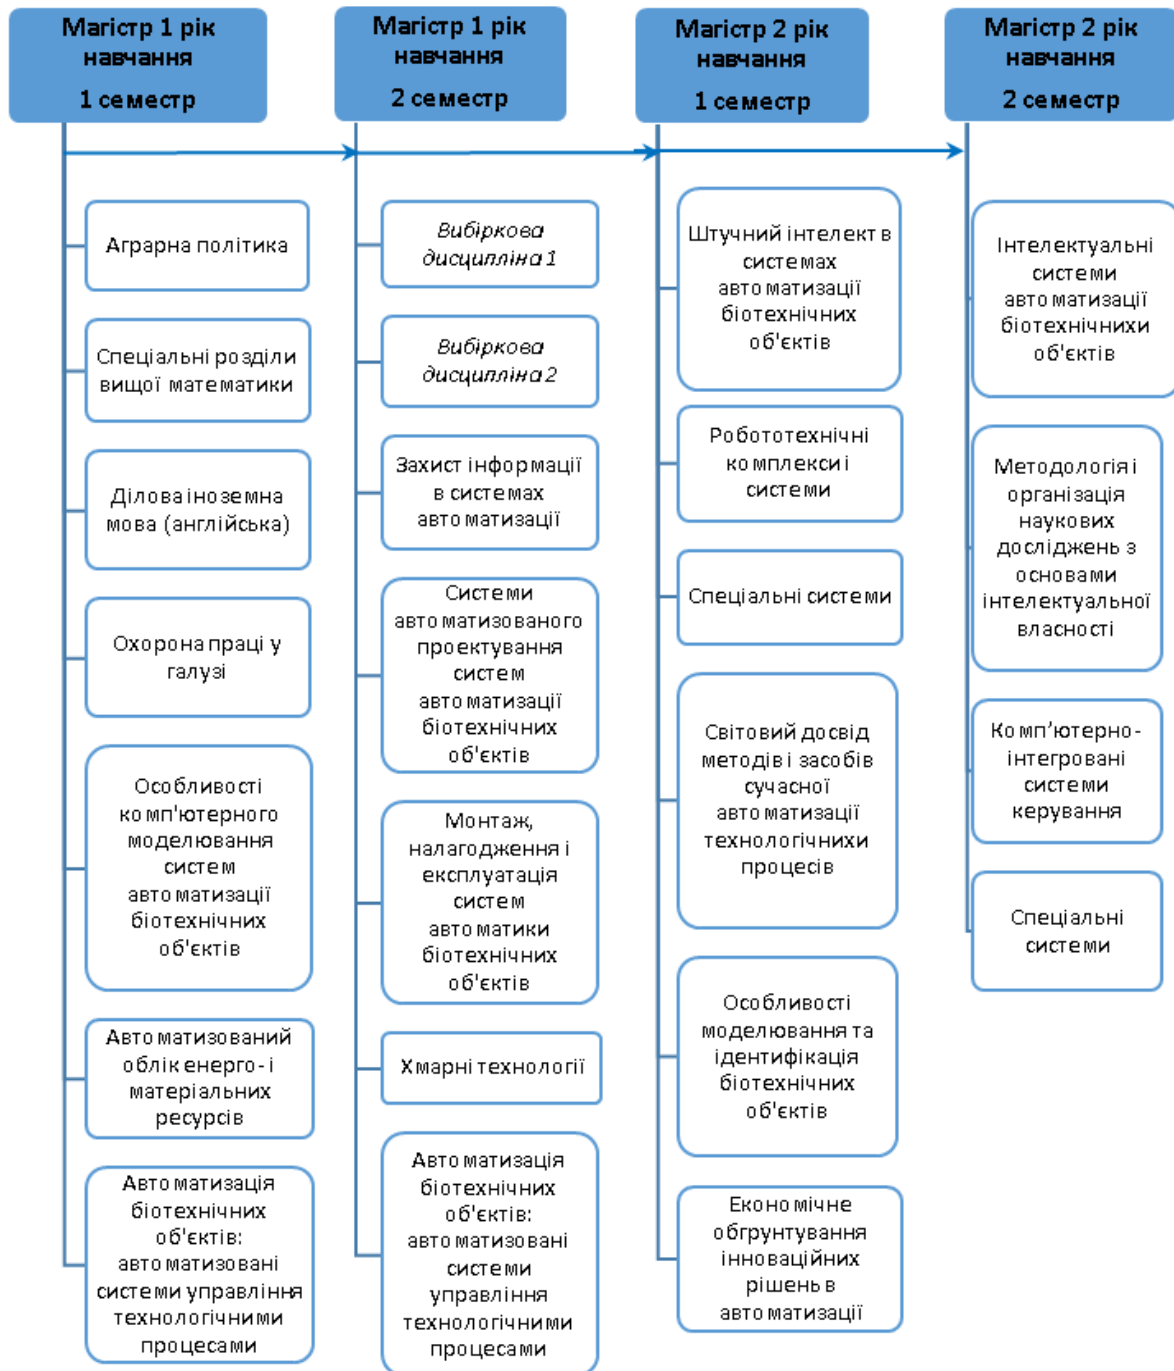 Магістр 1 рік
навчання
1 семестр
Аграрна політика
Спеціальні розділи
вищої математики
Ділова іноземна
мова (англійська)
Охорона праці у
галузі
Особливості
комп'ютерного
моделювання
систем
автоматизації
біотехнічних
об'єктів
Автоматизований
облік енерго- і
матеріальних
ресурсів
Автоматизація
біотехнічних
об'єктів:
автоматизовані
системи управління
технологічними
процесами
Магістр 1 рік
навчання
2 семестр
Вибіркова
дисципліна 1
Вибіркова
дисципліна 2
Захист інформації
в системах
автоматизації
Системи
автоматизованого
проектування
систем
автоматизації
біотехнічних
об'єктів
Монтаж,
налагодження і
експлуатація
систем
автоматики
біотехнічних
об'єктів
Хмарні технології
Автоматизація
біотехнічних
об'єктів:
автоматизовані
системи
управління
технологічними
процесами
Магістр 2 рік
навчання
1 семестр
Штучний інтелект в
системах
автоматизації
біотехнічних
об'єктів
Робототехнічні
комплекси і
системи
Спеціальні системи
Світовий досвід
методів і засобів
сучасної
автоматизації
технологічнихи
процесів
Особливості
моделювання та
ідентифікація
біотехнічних
об'єктів
Економічне
обгрунтування
інноваційних
рішень в
автоматизації
Магістр 2 рік
навчання
2 семестр
Інтелектуальні
системи
автоматизації
біотехнічнихи
об'єктів
Методологія і
організація
наукових
досліджень з
основами
інтелектуальної
власності
Комп'ютерно-
інтегровані
системи
керування
Спеціальні
системи